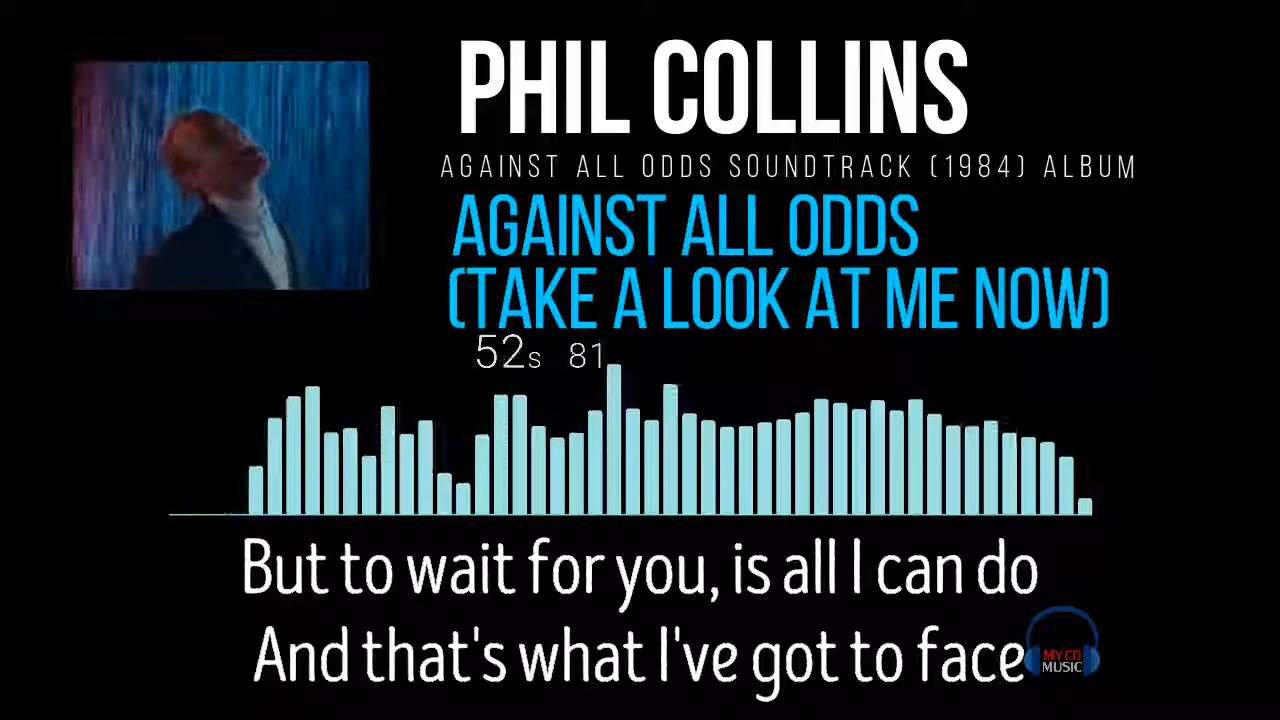 PHIL COLLINS
AGAINST ALL ODDS SOUNDTRACK (1984) ALBUM
AGAINST ALL ODDS
(TAKE A LOOK AT ME NOW)
52s 81
But to wait for you, is all I can do
And that's what I've got to face
MY CD
MUSIC